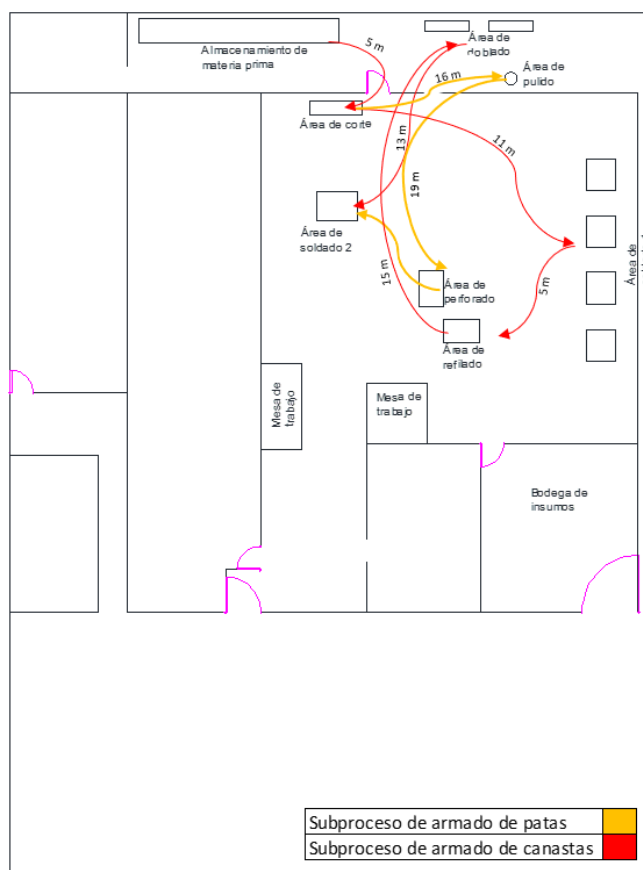 Almacenamiento de
materia prima
5 m
Área de
doblado
Área de
pulido
16 m
Área de corte
13 m
11 m
19 m
Área de
soldado 2
Área de
15 m
Área de
perforado
5 m
Área de
refilado
Mesa de
trabajo
Mesa de
trabajo
Bodega de
insumos
Subproceso de armado de patas
Subproceso de armado de canastas